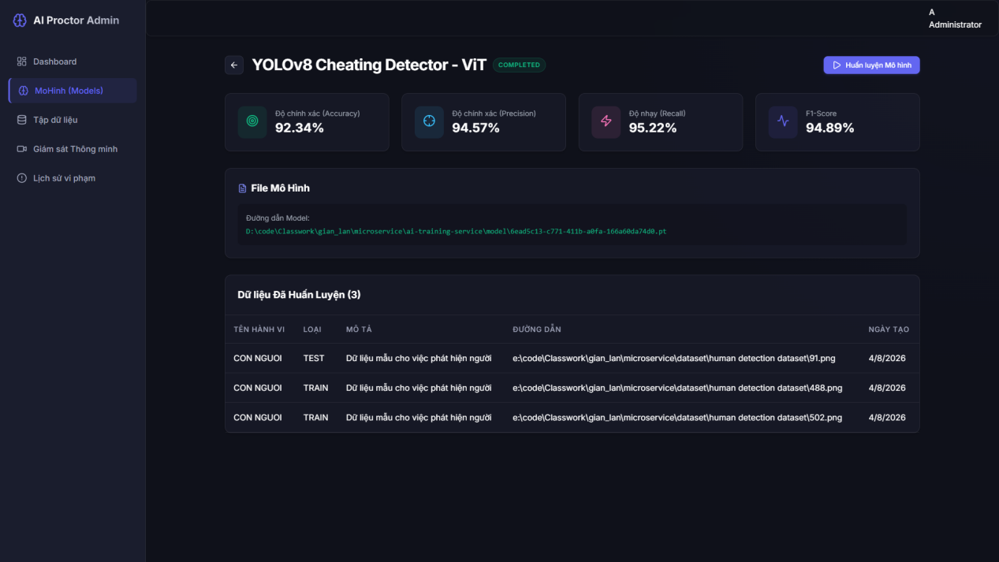 AI Proctor Admin
A
Administrator
Dashboard
MoHinh (Models)
Tập dữ liệu
Giám sát Thông minh
Lịch sử vi phạm
YOLOv8 Cheating Detector - ViT
COMPLETED
Huấn luyện Mô hình
Độ chính xác (Accuracy)
92.34%
Độ chính xác (Precision)
94.57%
Độ nhạy (Recall)
95.22%
F1-Score
94.89%
File Mô Hình
Đường dẫn Model:
D:\code\Classwork\gian_lan\microservice\ai-training-service\model\6ead5c13-c771-411b-a0fa-166a60da74d0.pt
Dữ liệu Đã Huấn Luyện (3)
TÊN HÀNH VI LOẠI MÔ TẢ ĐƯỜNG DẪN NGÀY TẠO
CON NGUOI TEST Dữ liệu mẫu cho việc phát hiện người e:\code\Classwork\gian_lan\microservice\dataset\human detection dataset\91.png 4/8/2026
CON NGUOI TRAIN Dữ liệu mẫu cho việc phát hiện người e:\code\Classwork\gian_lan\microservice\dataset\human detection dataset\488.png 4/8/2026
CON NGUOI TRAIN Dữ liệu mẫu cho việc phát hiện người e:\code\Classwork\gian_lan\microservice\dataset\human detection dataset\502.png 4/8/2026